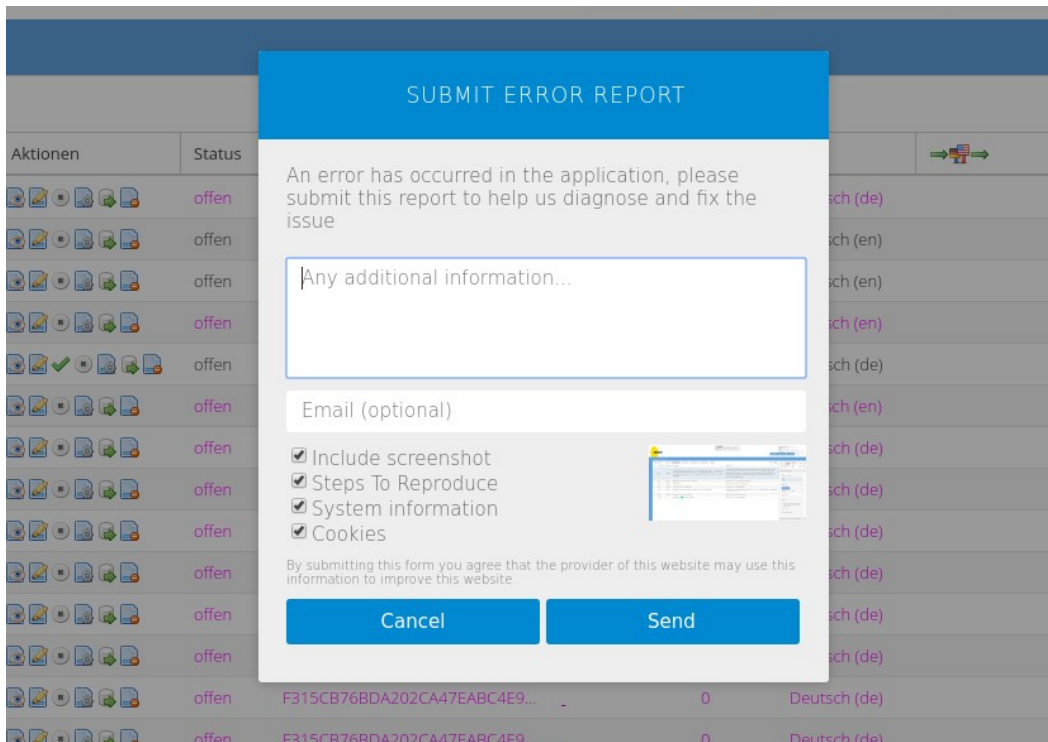 SUBMIT ERROR REPORT
Aktionen Status
An error has occurred in the application, please
submit this report to help us diagnose and fix the
issue
offen sch (de)
offen sch (en)
Any additional information...
offen sch (en)
offen sch (en)
offen sch (de)
offen sch (en)
Email (optional)
offen sch (de)
Include screenshot
Steps To Reproduce
offen sch (de)
System information
offen sch (de)
Cookies
offen sch (de)
By submitting this form you agree that the provider of this website may use this
information to improve this website.
offen sch (de)
Cancel Send
offen sch (de)
offen F315CB76BDA202CA47EABC4E9... - 0 Deutsch (de)
offen F315CB76BDA202CA47EABC4E9 0 Deutsch (de)